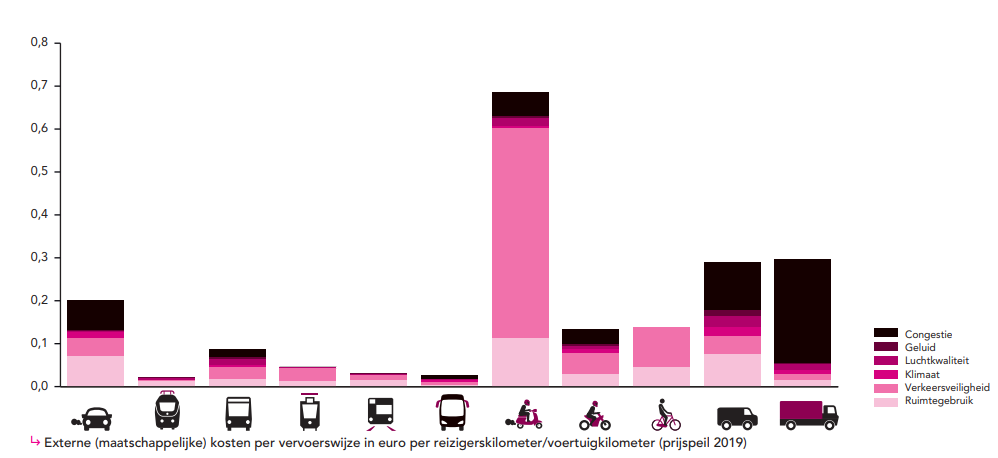 0,8
0,7
0,6
0,5
0,4
0,3
0,2
0,1
0,0
Congestie
Geluid
Luchtkwaliteit
Klimaat
Verkeersveiligheid
Ruimtegebruik
Externe (maatschappelijke) kosten per vervoerswijze in euro per reizigerskilometer/voertuigkilometer (prijspeil 2019)